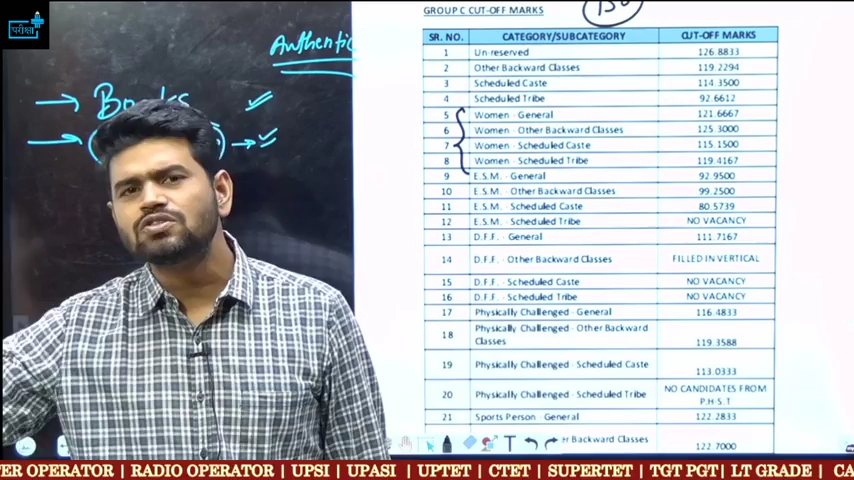 परीक्षा
Authentic
Books
GROUP C CUT-OFF MARKS
SR. NO. CATEGORY/SUBCATEGORY CUT-OFF MARKS
1 Un-reserved 126.8833
2 Other Backward Classes 119.2294
3 Scheduled Caste 114.3500
4 Scheduled Tribe 92.6612
5 Women - General 121.6667
6 Women - Other Backward Classes 125.3000
7 Women - Scheduled Caste 115.1500
8 Women - Scheduled Tribe 119.4167
9 E.S.M. - General 92.9500
10 E.S.M. - Other Backward Classes 99.2500
11 E.S.M. - Scheduled Caste 80.5739
12 E.S.M. - Scheduled Tribe NO VACANCY
13 D.F.F. - General 111.7167
14 D.F.F. - Other Backward Classes FILLED IN VERTICAL
15 D.F.F. - Scheduled Caste NO VACANCY
16 D.F.F. - Scheduled Tribe NO VACANCY
17 Physically Challenged - General 116.4833
18 Physically Challenged - Other Backward
Classes 119.3588
19 Physically Challenged - Scheduled Caste 113.0333
20 Physically Challenged - Scheduled Tribe NO CANDIDATES FROM
P.H-S.T
21 Sports Person - General 122.2833
er Backward Classes 122.7000
T
VER OPERATOR | RADIO OPERATOR | UPSI | UPASI | UPTET | CTET | SUPERTET | TGT PGT| LT GRADE | CA